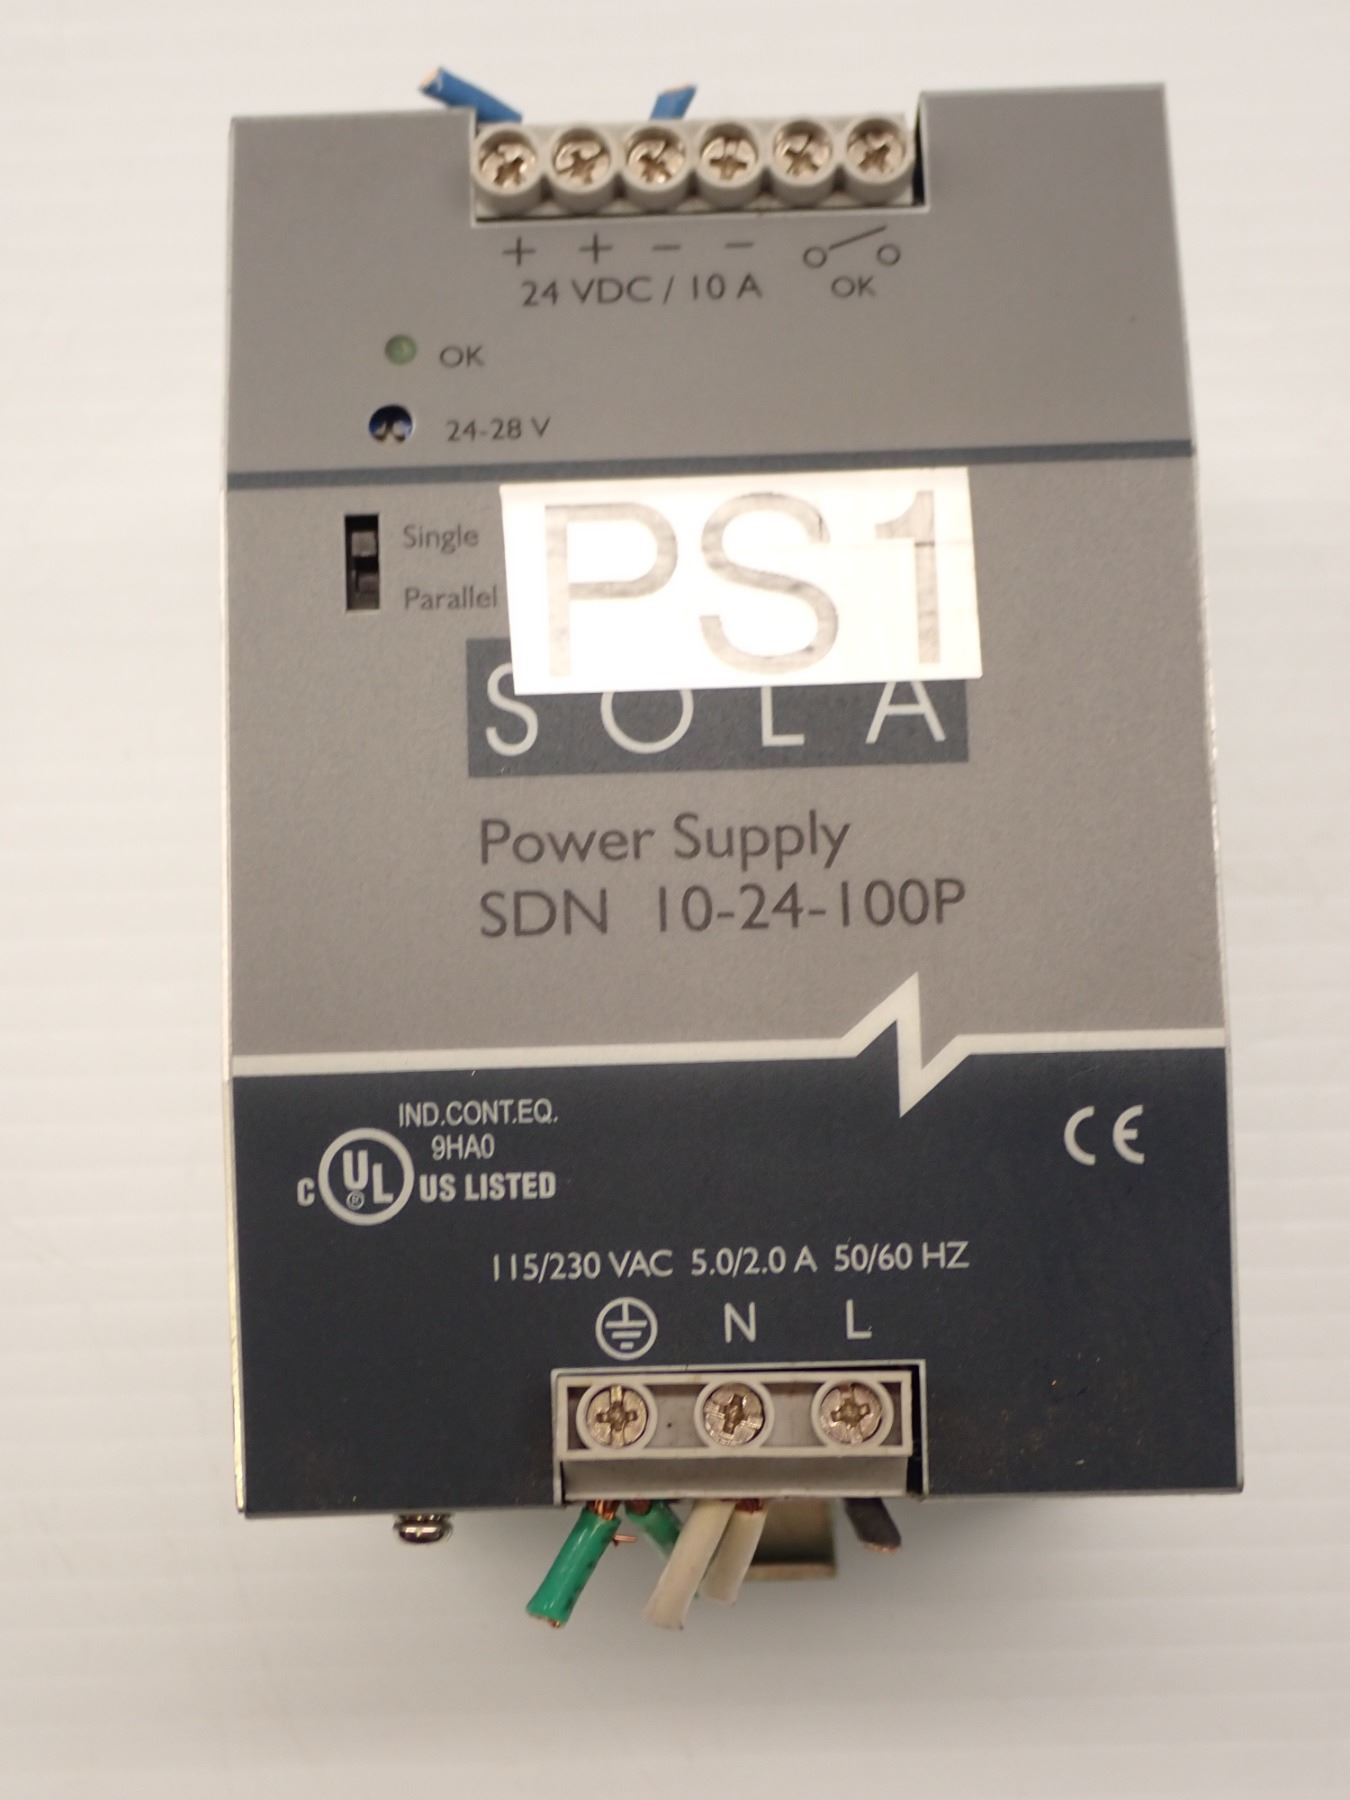 + + − −
24 VDC / 10 A OK
OK
24-28 V
Single
Parallel
PS1
SOLA
Power Supply
SDN 10-24-100P
IND.CONT.EQ.
9HA0
C UL® US LISTED
CE
115/230 VAC 5.0/2.0 A 50/60 HZ
N L